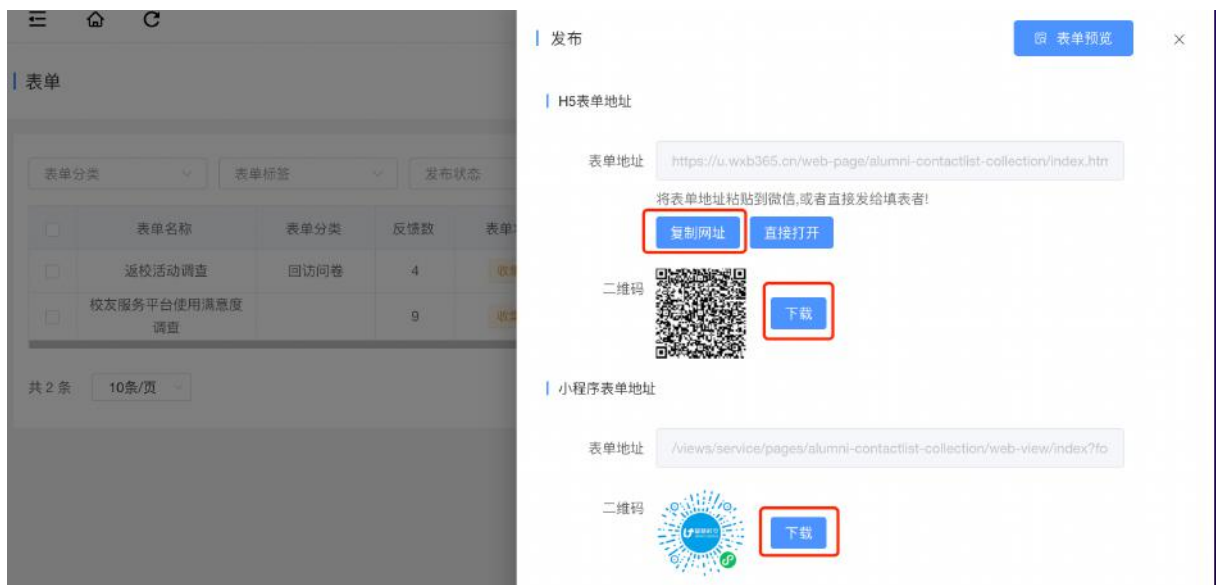 表单
表单分类
表单标签
发布状态
表单名称
表单分类
反馈数
表单
返校活动调查
回访问卷
4
收
校友服务平台使用满意度
调查
9
收
共 2 条
10条/页
发布
表单预览
H5表单地址
表单地址
https://u.wxb365.cn/web-page/alumni-contactlist-collection/index.htn
将表单地址粘贴到微信,或者直接发给填表者!
复制网址
直接打开
二维码
下载
小程序表单地址
表单地址
/views/service/pages/alumni-contactlist-collection/web-view/index?fo
二维码
下载